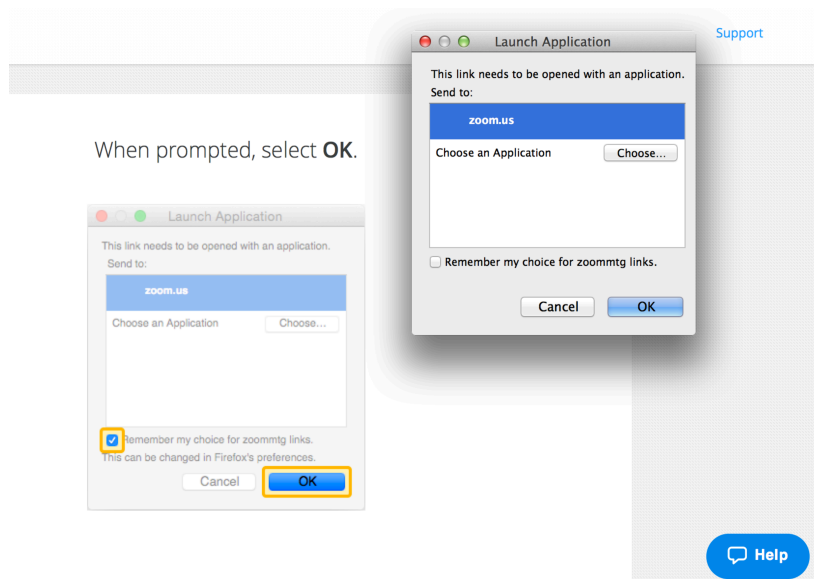 Support
When prompted, select OK.
Launch Application
This link needs to be opened with an application.
Send to:
zoom.us
Choose an Application Choose...
Remember my choice for zoommtg links.
This can be changed in Firefox's preferences.
Cancel OK
Launch Application
This link needs to be opened with an application.
Send to:
zoom.us
Choose an Application Choose...
Remember my choice for zoommtg links.
Cancel OK
Help